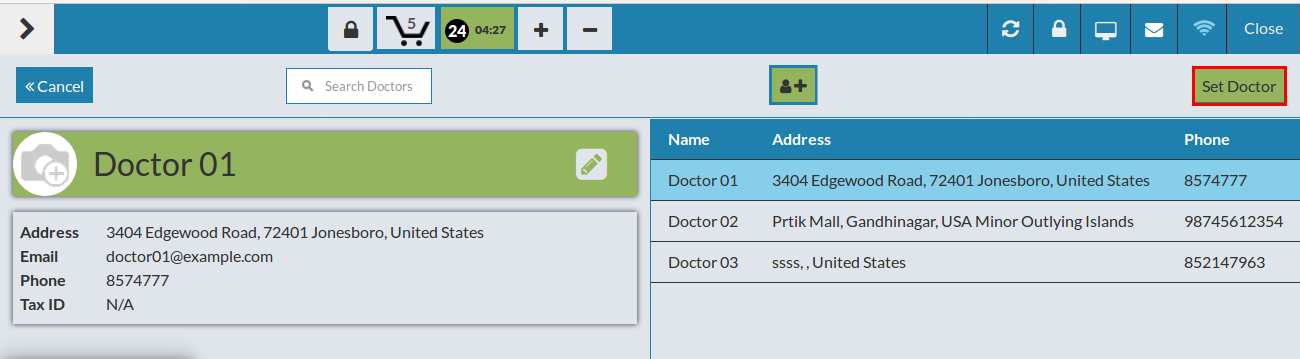 5 24 04:27 Close
Cancel Search Doctors Set Doctor
Doctor 01
Address 3404 Edgewood Road, 72401 Jonesboro, United States
Email doctor01@example.com
Phone 8574777
Tax ID N/A
Name Address Phone
Doctor 01 3404 Edgewood Road, 72401 Jonesboro, United States 8574777
Doctor 02 Prtik Mall, Gandhinagar, USA Minor Outlying Islands 98745612354
Doctor 03 ssss, , United States 852147963